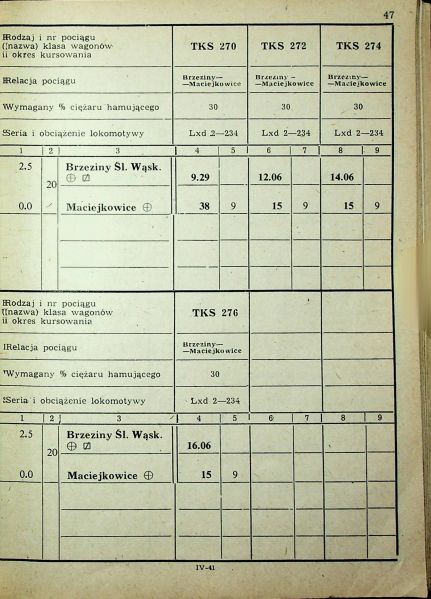 47
Rodzaj i nr pociągu
(nazwa) klasa wagonów
i okres kursowania
TKS 270 TKS 272 TKS 274
Relacja pociągu
Brzeziny— —Maciejkowice Brzeziny— —Maciejkowice Brzeziny— —Maciejkowice
Wymagany % ciężaru hamującego 30 30 30
Seria i obciążenie lokomotywy Lxd 2—234 Lxd 2—234 Lxd 2—234
1 2 3 4 5 6 7 8 9
2.5 Brzeziny Śl. Wąsk.
20 9.29 12.06 14.06
0.0 Maciejkowice 38 9 15 9 15 9
Rodzaj i nr pociągu
(nazwa) klasa wagonów
i okres kursowania
TKS 276
Relacja pociągu
Brzeziny— —Maciejkowice
Wymagany % ciężaru hamującego 30
Seria i obciążenie lokomotywy Lxd 2—234
1 2 3 4 5 6 7 8 9
2.5 Brzeziny Śl. Wąsk.
20 16.06
0.0 Maciejkowice 15 9
IV-41